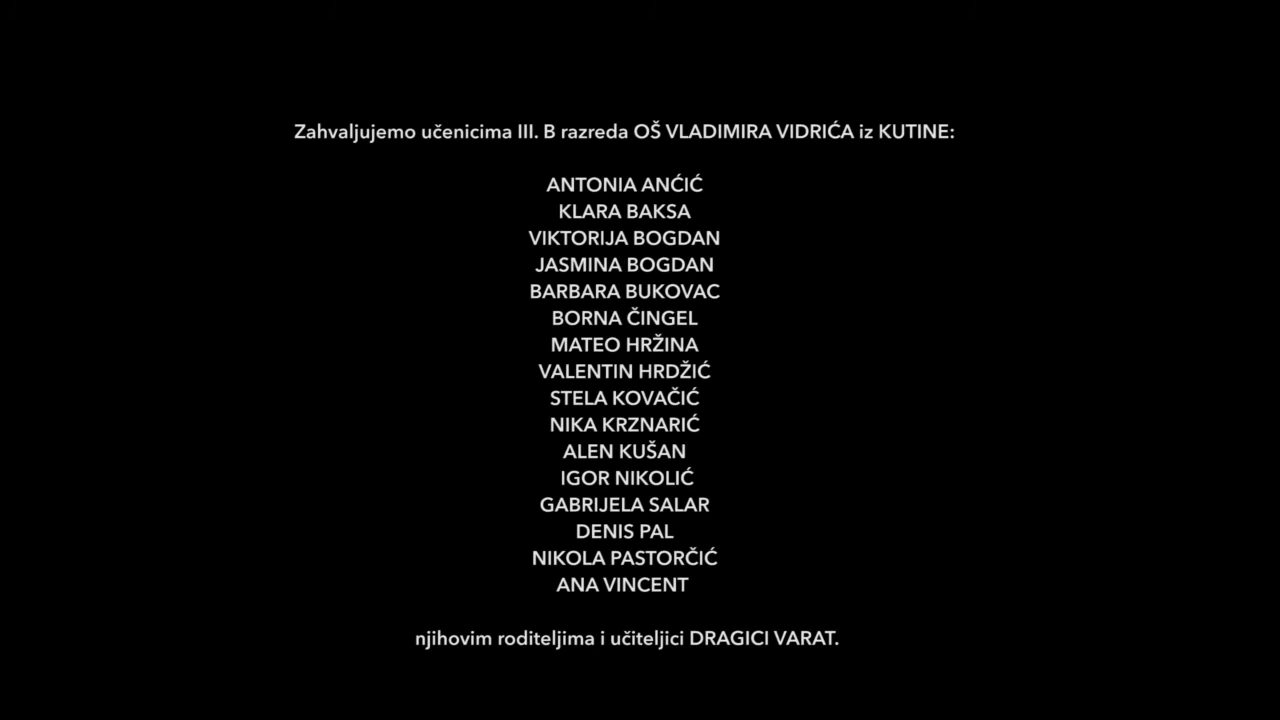 Zahvaljujemo učenicima III. B razreda OŠ VLADIMIRA VIDRIĆA iz KUTINE:
ANTONIA ANĆIĆ
KLARA BAKSA
VIKTORIJA BOGDAN
JASMINA BOGDAN
BARBARA BUKOVAC
BORNA ČINGEL
MATEO HRŽINA
VALENTIN HRDŽIĆ
STELA KOVAČIĆ
NIKA KRZNARIĆ
ALEN KUŠAN
IGOR NIKOLIĆ
GABRIJELA SALAR
DENIS PAL
NIKOLA PASTORČIĆ
ANA VINCENT
njihovim roditeljima i učiteljici DRAGICI VARAT.